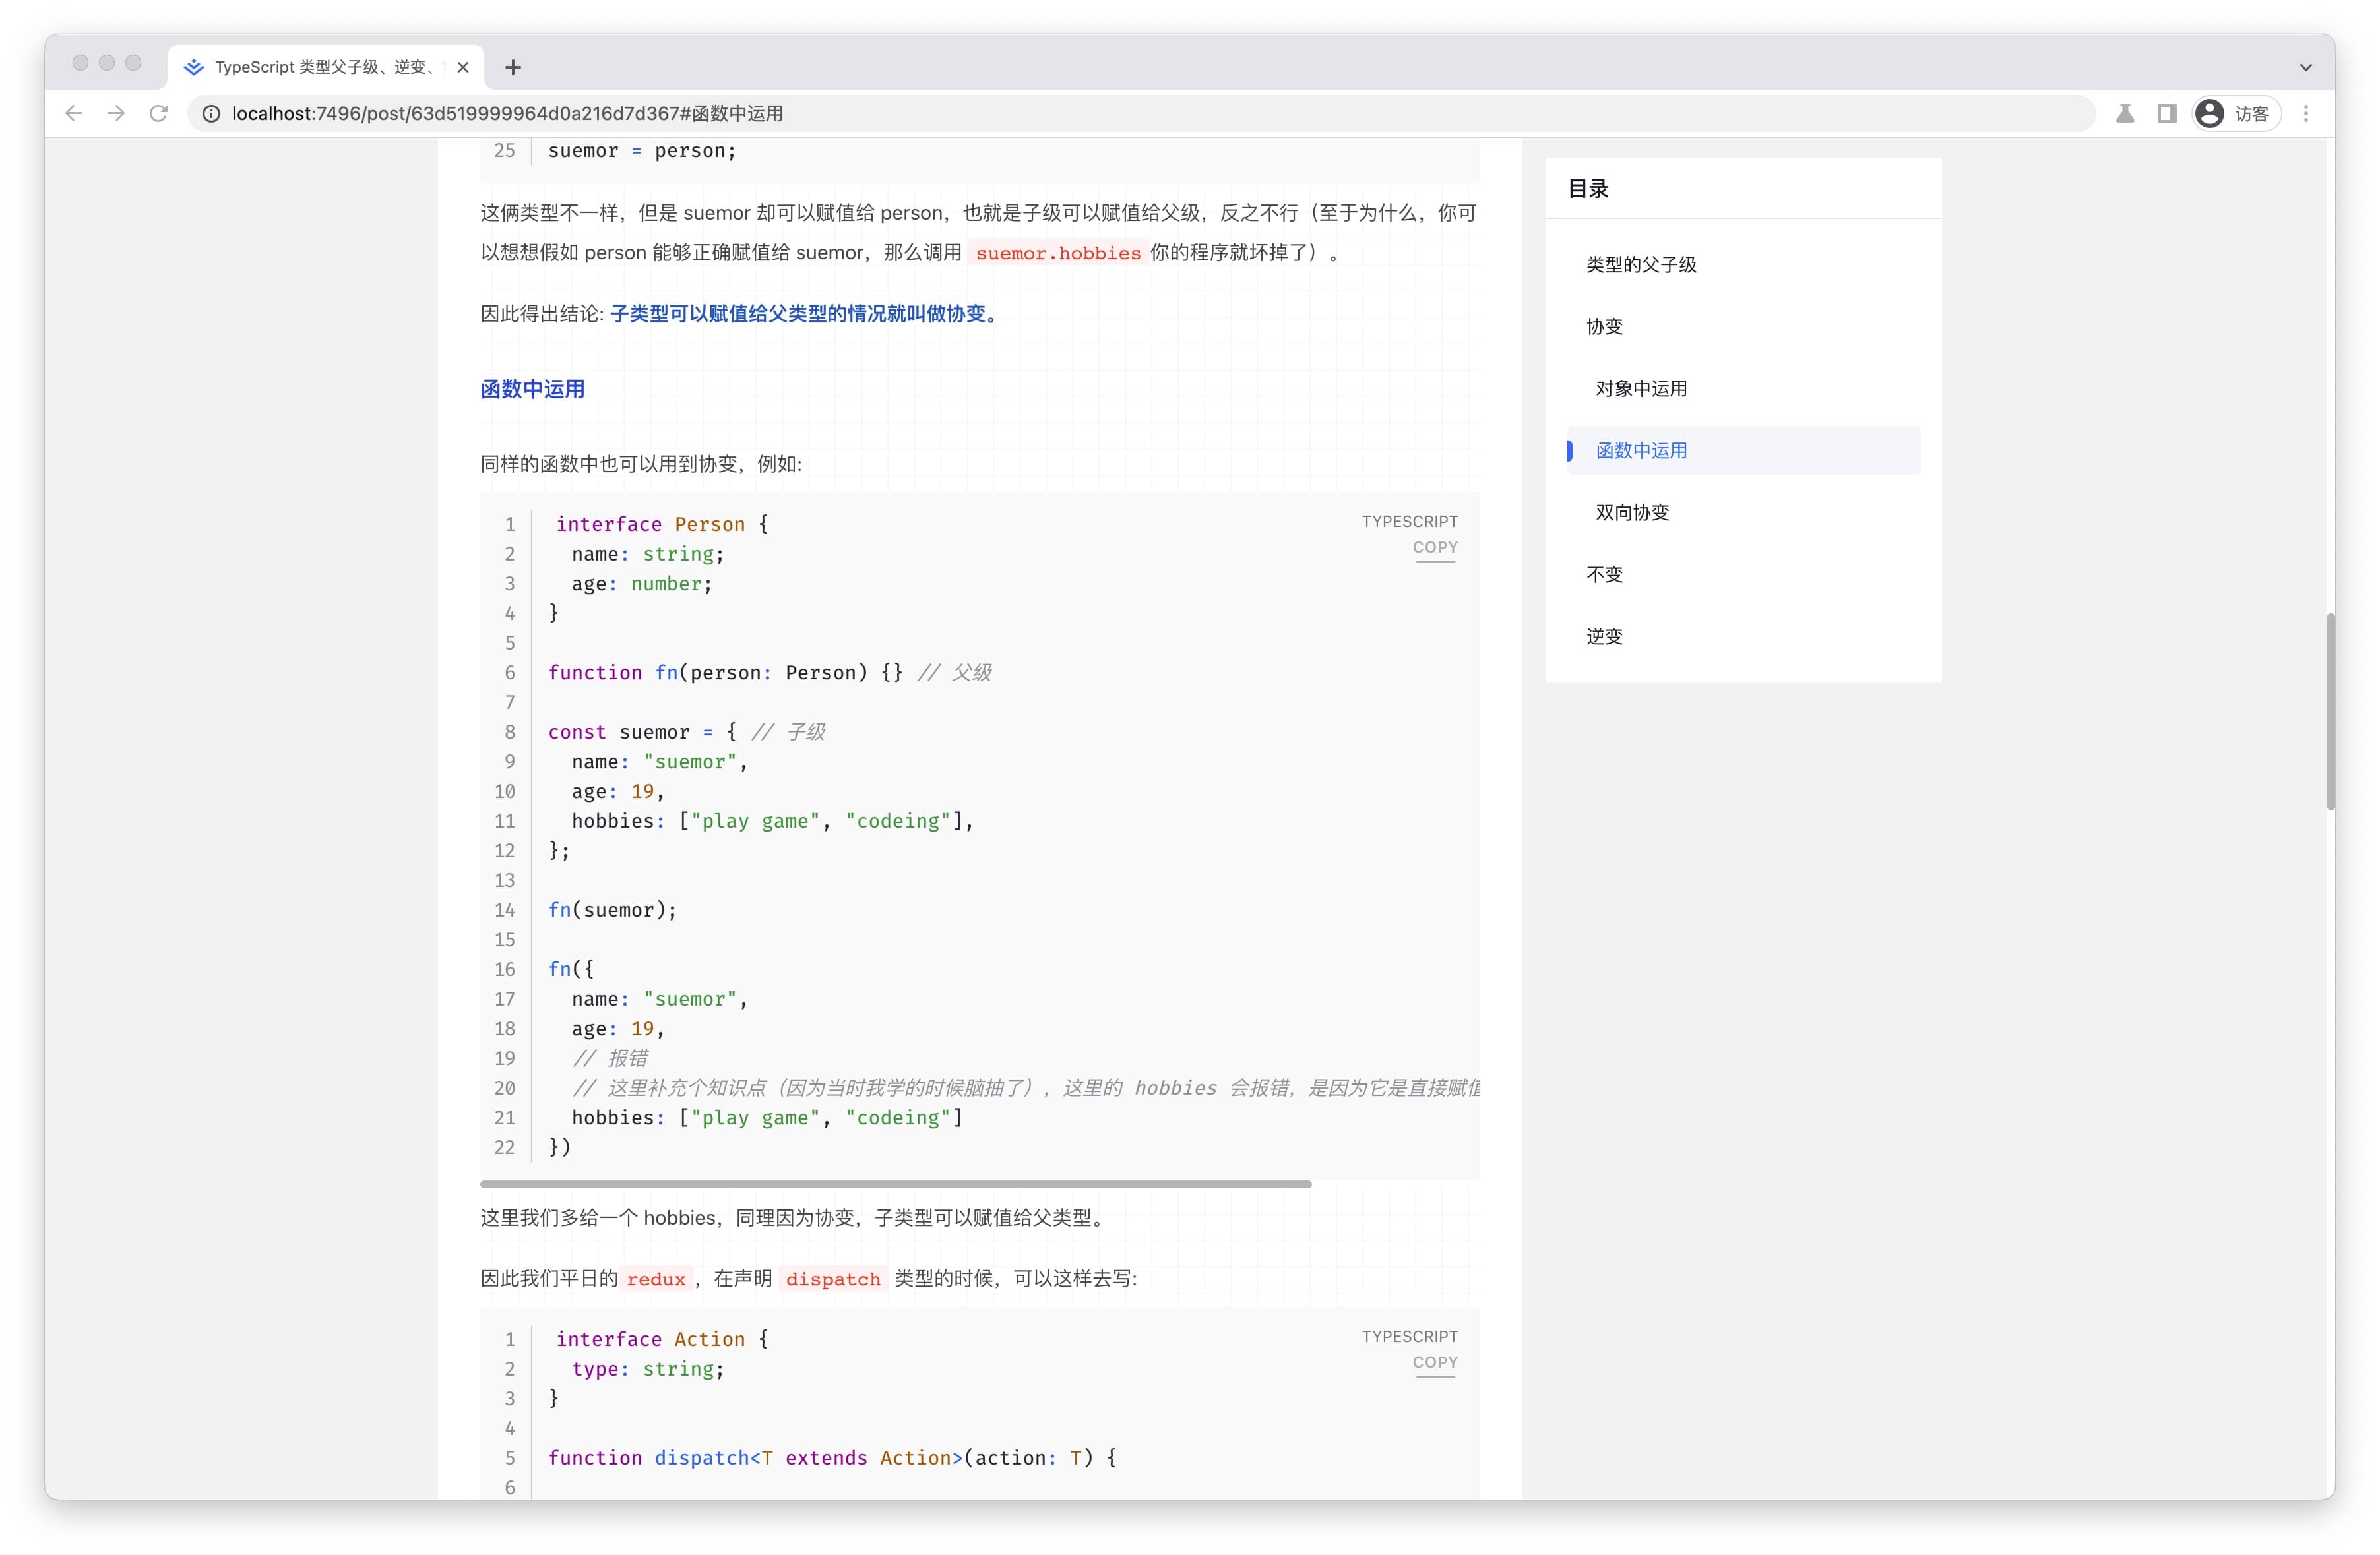 TypeScript 类型父子级、逆变、
localhost:7496/post/63d519999964d0a216d7d367#函数中运用
访客
25 suemor = person;
这俩类型不一样，但是 suemor 却可以赋值给 person，也就是子级可以赋值给父级，反之不行（至于为什么，你可
以想想假如 person 能够正确赋值给 suemor，那么调用 suemor.hobbies 你的程序就坏掉了）。
因此得出结论: 子类型可以赋值给父类型的情况就叫做协变。
函数中运用
同样的函数中也可以用到协变，例如:
TYPESCRIPT
COPY
1 interface Person {
2 name: string;
3 age: number;
4 }
5
6 function fn(person: Person) {} // 父级
7
8 const suemor = { // 子级
9 name: "suemor",
10 age: 19,
11 hobbies: ["play game", "codeing"],
12 };
13
14 fn(suemor);
15
16 fn({
17 name: "suemor",
18 age: 19,
19 // 报错
20 // 这里补充个知识点（因为当时我学的时候脑抽了），这里的 hobbies 会报错，是因为它是直接赋值
21 hobbies: ["play game", "codeing"]
22 })
这里我们多给一个 hobbies，同理因为协变，子类型可以赋值给父类型。
因此我们平日的 redux ，在声明 dispatch 类型的时候，可以这样去写:
TYPESCRIPT
COPY
1 interface Action {
2 type: string;
3 }
4
5 function dispatch<T extends Action>(action: T) {
6
目录
类型的父子级
协变
对象中运用
函数中运用
双向协变
不变
逆变